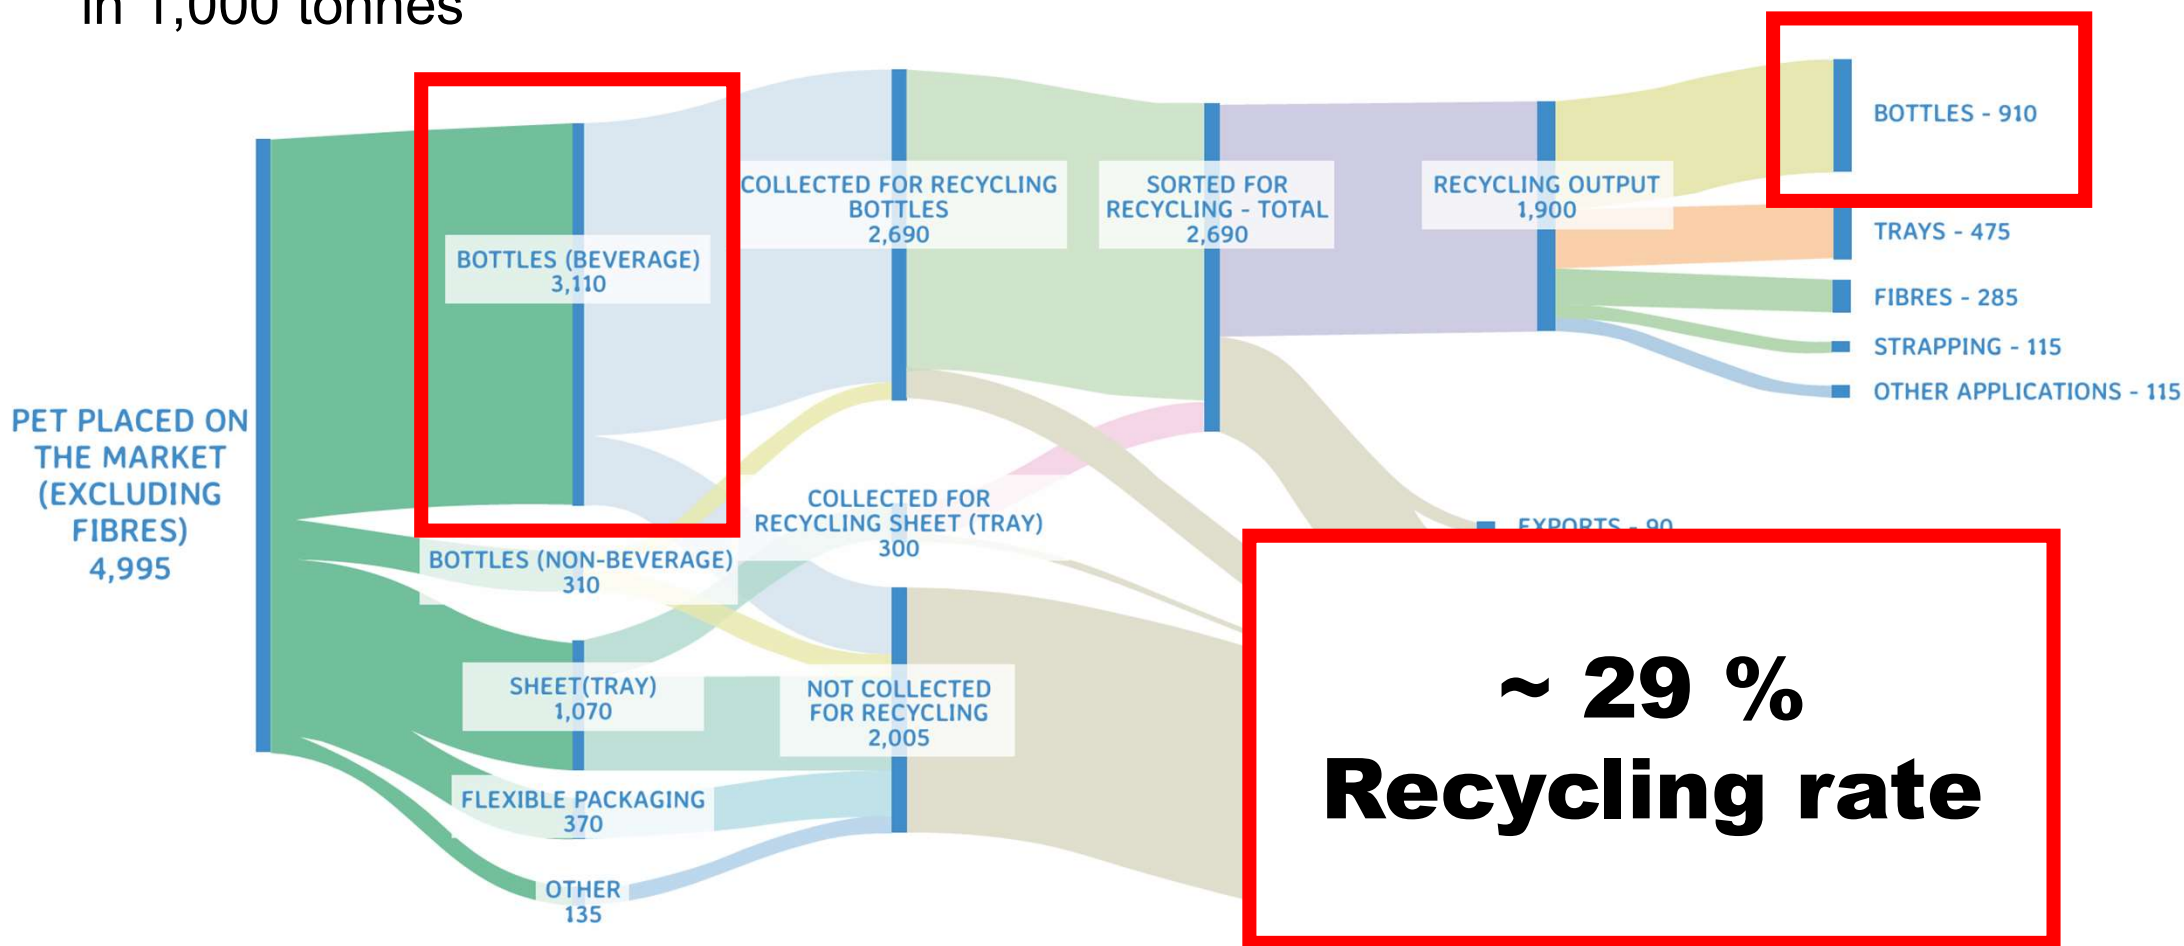 in 1,000 tonnes
PET PLACED ON
THE MARKET
(EXCLUDING
FIBRES)
4,995
BOTTLES (BEVERAGE)
3,110
BOTTLES (NON-BEVERAGE)
310
SHEET(TRAY)
1,070
FLEXIBLE PACKAGING
370
OTHER
135
COLLECTED FOR RECYCLING
BOTTLES
2,690
COLLECTED FOR
RECYCLING SHEET (TRAY)
300
NOT COLLECTED
FOR RECYCLING
2,005
SORTED FOR
RECYCLING - TOTAL
2,690
RECYCLING OUTPUT
1,900
BOTTLES - 910
TRAYS - 475
FIBRES - 285
STRAPPING - 115
OTHER APPLICATIONS - 115
EXPORTS - 90
~ 29 %
Recycling rate